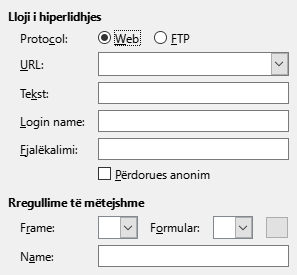 Lloji i hiperlidhjes
Protocol: Web FTP
URL:
Tekst:
Login name:
Fjalëkalimi:
Përdorues anonim
Rregullime të mëtejshme
Frame: Formular:
Name: